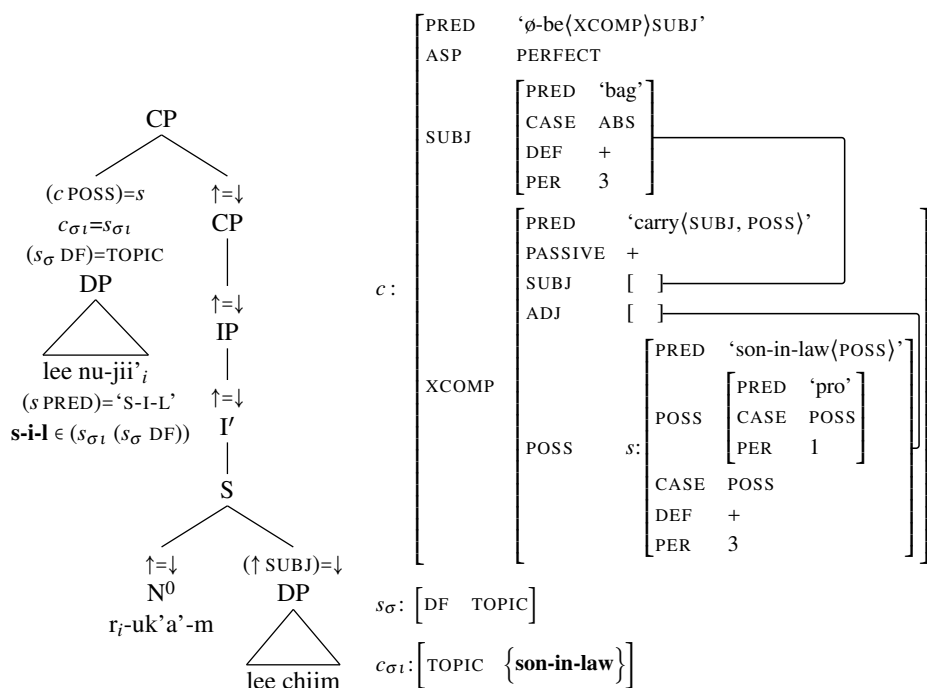 CP
(c POSS)=s
c_σι=s_σι
(s_σ DF)=TOPIC
DP
lee nu-jii'_i
(s PRED)=‘S-I-L’
s-i-l ∈ (s_σι (s_σ DF))
↑=↓
CP
↑=↓
IP
↑=↓
I′
S
↑=↓
N⁰
r_i-uk'a'-m
(↑ SUBJ)=↓
DP
lee chiim
c :
PRED ‘ø-be⟨XCOMP⟩SUBJ’
ASP PERFECT
SUBJ
PRED ‘bag’
CASE ABS
DEF +
PER 3
XCOMP
PRED ‘carry⟨SUBJ, POSS⟩’
PASSIVE +
SUBJ [ ]
ADJ [ ]
POSS s:
PRED ‘son-in-law⟨POSS⟩’
POSS
PRED ‘pro’
CASE POSS
PER 1
CASE POSS
DEF +
PER 3
s_σ: [DF TOPIC]
c_σι: [TOPIC {son-in-law}]